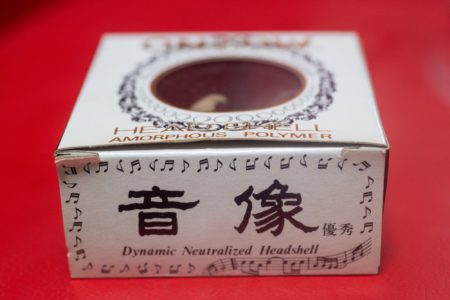 HEADSHELL
AMORPHOUS POLYMER
音像優秀
Dynamic Neutralized Headshell